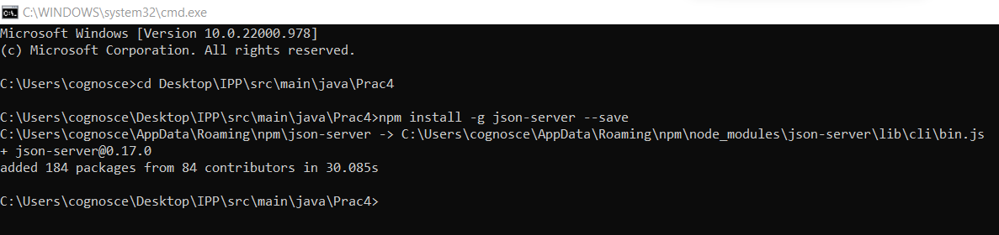 C:\WINDOWS\system32\cmd.exe
Microsoft Windows [Version 10.0.22000.978]
(c) Microsoft Corporation. All rights reserved.
C:\Users\cognosce>cd Desktop\IPP\src\main\java\Prac4
C:\Users\cognosce\Desktop\IPP\src\main\java\Prac4>npm install -g json-server --save
C:\Users\cognosce\AppData\Roaming\npm\json-server -> C:\Users\cognosce\AppData\Roaming\npm\node_modules\json-server\lib\cli\bin.js
+ json-server@0.17.0
added 184 packages from 84 contributors in 30.085s
C:\Users\cognosce\Desktop\IPP\src\main\java\Prac4>